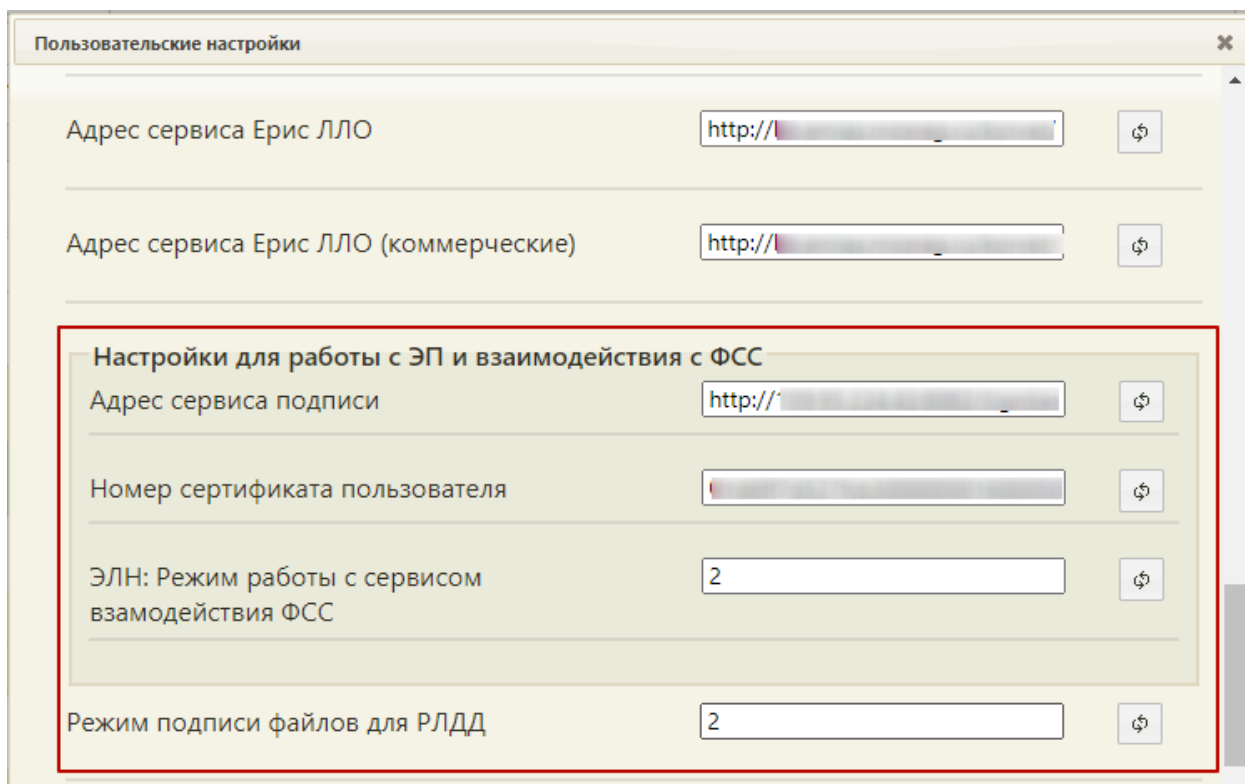 Пользовательские настройки
Адрес сервиса Ерис ЛЛО
http://
Адрес сервиса Ерис ЛЛО (коммерческие)
http://
Настройки для работы с ЭП и взаимодействия с ФСС
Адрес сервиса подписи
http://
Номер сертификата пользователя
ЭЛН: Режим работы с сервисом
взамодействия ФСС
2
Режим подписи файлов для РЛДД
2